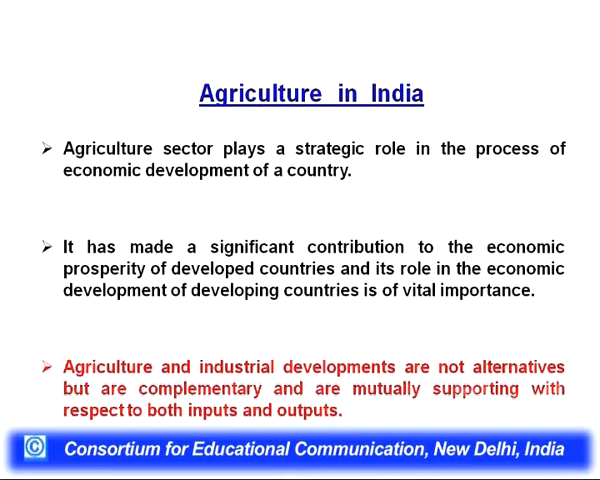 Agriculture in India
➢ Agriculture sector plays a strategic role in the process of
economic development of a country.
➢ It has made a significant contribution to the economic
prosperity of developed countries and its role in the economic
development of developing countries is of vital importance.
➢ Agriculture and industrial developments are not alternatives
but are complementary and are mutually supporting with
respect to both inputs and outputs.
© Consortium for Educational Communication, New Delhi, India